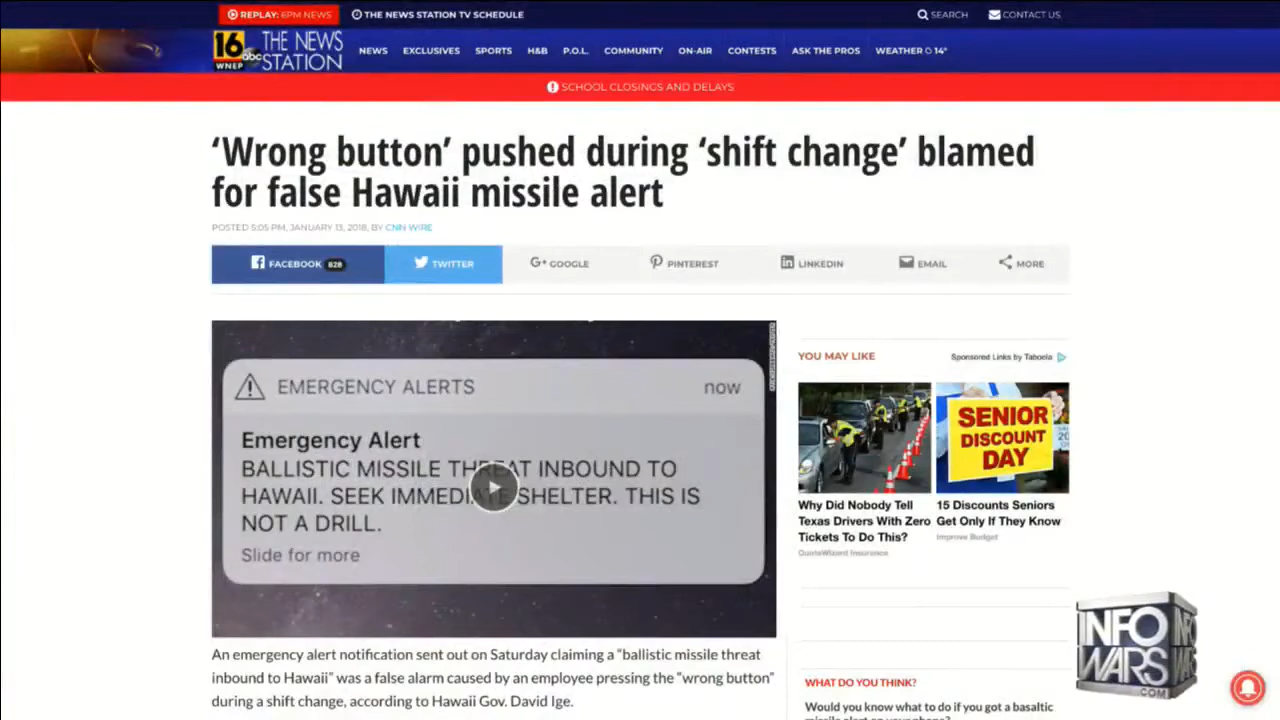 REPLAY: 6PM NEWS
THE NEWS STATION TV SCHEDULE
SEARCH
CONTACT US
16
abc
WNEP
THE NEWS
STATION
NEWS
EXCLUSIVES
SPORTS
H&B
P.O.L.
COMMUNITY
ON-AIR
CONTESTS
ASK THE PROS
WEATHER 14°
SCHOOL CLOSINGS AND DELAYS
‘Wrong button’ pushed during ‘shift change’ blamed
for false Hawaii missile alert
POSTED 5:05 PM, JANUARY 13, 2018, BY CNN WIRE
FACEBOOK 828
TWITTER
G+ GOOGLE
PINTEREST
LINKEDIN
EMAIL
MORE
EMERGENCY ALERTS
now
Emergency Alert
BALLISTIC MISSILE THREAT INBOUND TO
HAWAII. SEEK IMMEDIATE SHELTER. THIS IS
NOT A DRILL.
Slide for more
An emergency alert notification sent out on Saturday claiming a “ballistic missile threat
inbound to Hawaii” was a false alarm caused by an employee pressing the “wrong button”
during a shift change, according to Hawaii Gov. David Ige.
YOU MAY LIKE
Sponsored Links by Taboola
SENIOR
DISCOUNT
DAY
Why Did Nobody Tell
Texas Drivers With Zero
Tickets To Do This?
QuoteWizard Insurance
15 Discounts Seniors
Get Only If They Know
Improve Budget
WHAT DO YOU THINK?
Would you know what to do if you got a basaltic
missile alert on your phone?
INFO
WARS
.COM